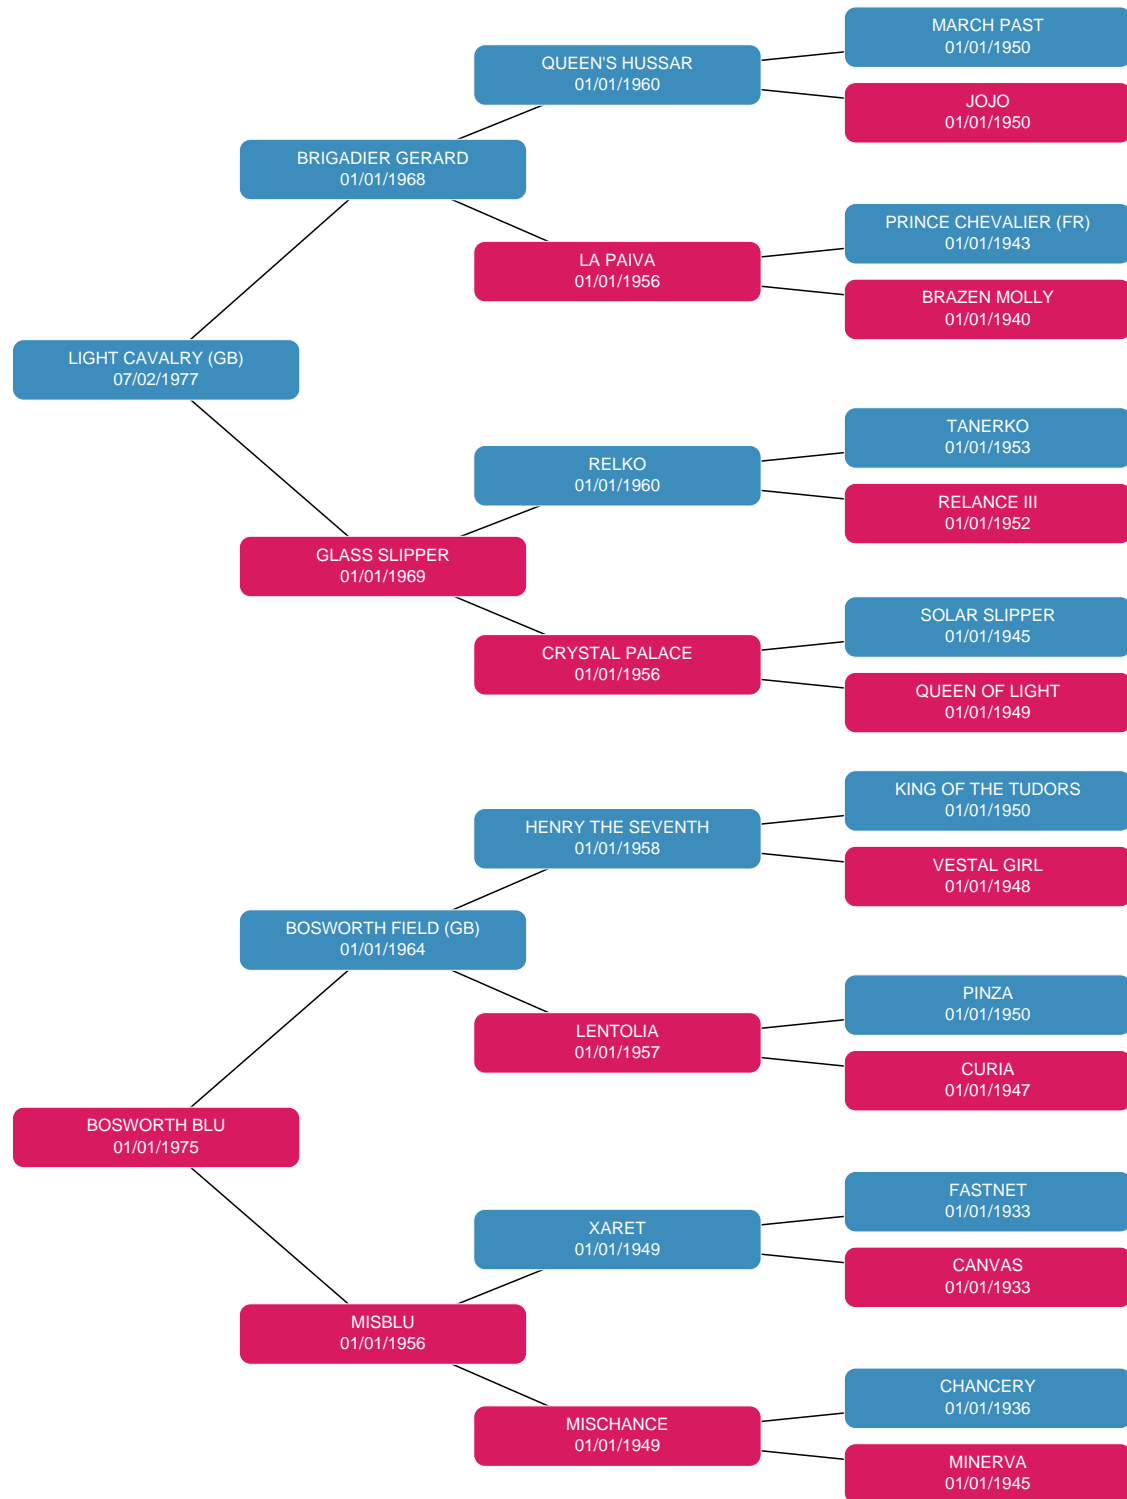 MARCH PAST
01/01/1950
QUEEN'S HUSSAR
01/01/1960
JOJO
01/01/1950
BRIGADIER GERARD
01/01/1968
PRINCE CHEVALIER (FR)
01/01/1943
LA PAIVA
01/01/1956
BRAZEN MOLLY
01/01/1940
LIGHT CAVALRY (GB)
07/02/1977
TANERKO
01/01/1953
RELKO
01/01/1960
RELANCE III
01/01/1952
GLASS SLIPPER
01/01/1969
SOLAR SLIPPER
01/01/1945
CRYSTAL PALACE
01/01/1956
QUEEN OF LIGHT
01/01/1949
KING OF THE TUDORS
01/01/1950
HENRY THE SEVENTH
01/01/1958
VESTAL GIRL
01/01/1948
BOSWORTH FIELD (GB)
01/01/1964
PINZA
01/01/1950
LENTOLIA
01/01/1957
CURIA
01/01/1947
BOSWORTH BLU
01/01/1975
FASTNET
01/01/1933
XARET
01/01/1949
CANVAS
01/01/1933
MISBLU
01/01/1956
CHANCERY
01/01/1936
MISCHANCE
01/01/1949
MINERVA
01/01/1945